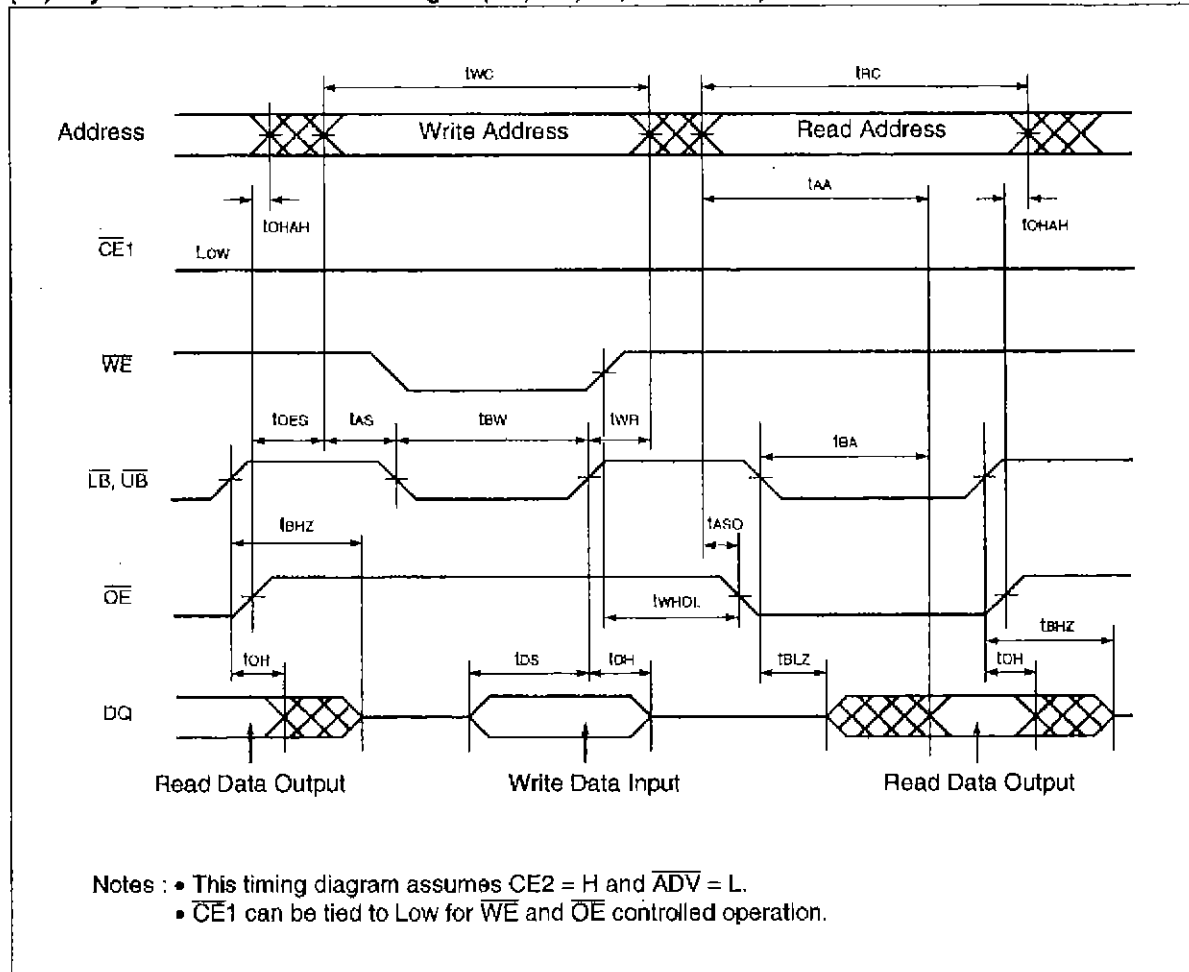 tWC
tRC
Address
Write Address
Read Address
tAA
tOHAH
tOHAH
CE1
Low
WE
tOES
tAS
tBW
tWR
tBA
LB, UB
tBHZ
tASO
OE
tWHOL
tBHZ
tOH
tDS
tDH
tBLZ
tOH
DQ
Read Data Output
Write Data Input
Read Data Output
Notes : • This timing diagram assumes CE2 = H and ADV = L.
• CE1 can be tied to Low for WE and OE controlled operation.